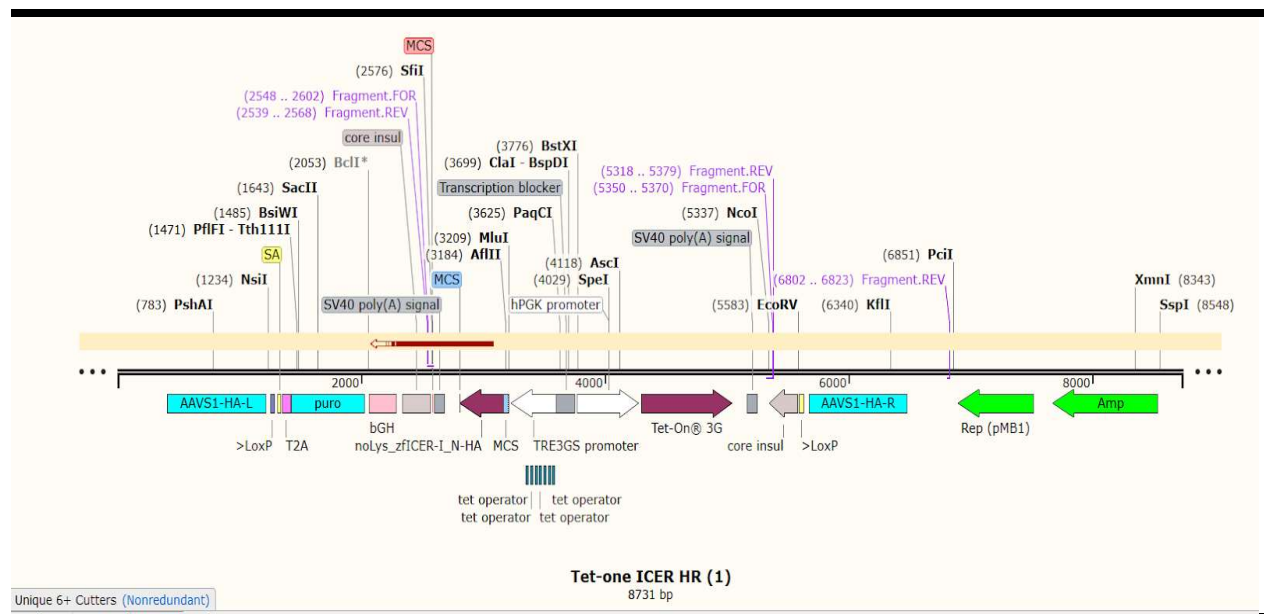 MCS
(2576) SfiI
(2548 .. 2602) Fragment.FOR
(2539 .. 2568) Fragment.REV
core insul
(3776) BstXI
(2053) BclI*
(3699) ClaI - BspDI
(5318 .. 5379) Fragment.REV
(1643) SacII
Transcription blocker
(5350 .. 5370) Fragment.FOR
(1485) BsiWI
(3625) PaqCI
(5337) NcoI
(1471) PflFI - Tth111I
(3209) MluI
SV40 poly(A) signal
(6851) PciI
SA
(3184) AflII
(4118) AscI
(1234) NsiI
MCS
(4029) SpeI
(6802 .. 6823) Fragment.REV
XmnI (8343)
(783) PshAI
SV40 poly(A) signal
hPGK promoter
(5583) EcoRV
(6340) KflI
SspI (8548)
2000
4000
6000
8000
AAVS1-HA-L
puro
AAVS1-HA-R
Amp
bGH
Tet-On® 3G
Rep (pMB1)
>LoxP
T2A
noLys_zfICER-I_N-HA
MCS
TRE3GS promoter
core insul
>LoxP
tet operator
tet operator
tet operator
tet operator
Tet-one ICER HR (1)
8731 bp
Unique 6+ Cutters (Nonredundant)